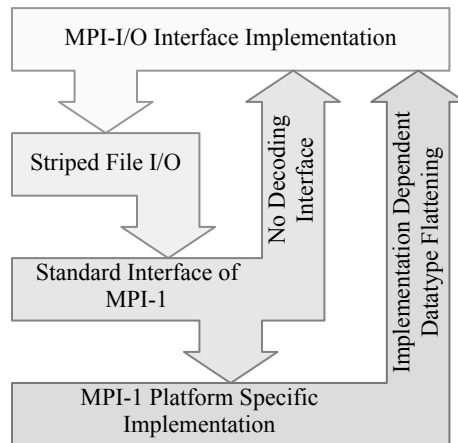 MPI-I/O Interface Implementation
Striped File I/O
No Decoding
Interface
Implementation Dependent
Datatype Flattening
Standard Interface of
MPI-1
MPI-1 Platform Specific
Implementation